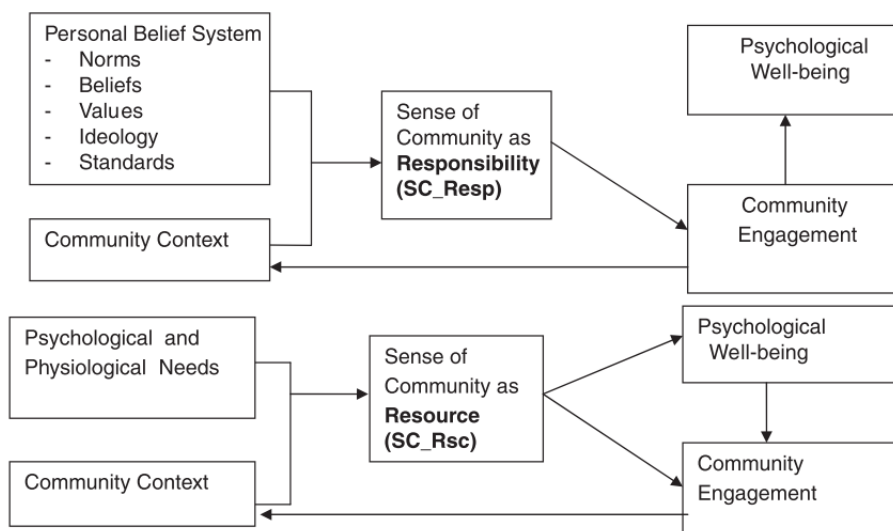 Personal Belief System
- Norms
- Beliefs
- Values
- Ideology
- Standards
Community Context
Sense of
Community as
Responsibility
(SC_Resp)
Psychological
Well-being
Community
Engagement
Psychological and
Physiological Needs
Community Context
Sense of
Community as
Resource
(SC_Rsc)
Psychological
Well-being
Community
Engagement